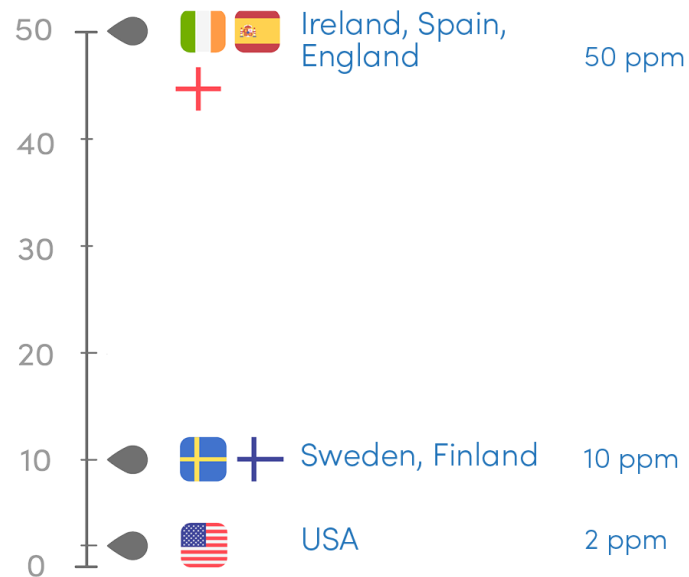 50
Ireland, Spain,
England
50 ppm
40
30
20
10
Sweden, Finland
10 ppm
USA
2 ppm
0